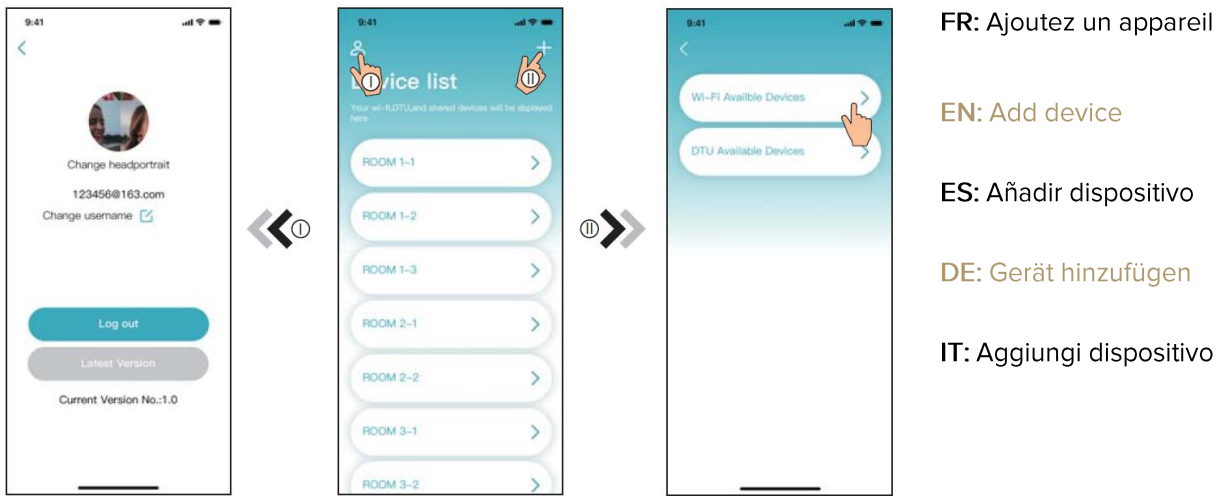 9:41
Change headportrait
123456@163.com
Change username
Log out
Latest Version
Current Version No.:1.0
I
9:41
I
II
vice list
Your wi-fi,DTU,and shared devices will be displayed
here
ROOM 1-1
ROOM 1-2
ROOM 1-3
ROOM 2-1
ROOM 2-2
ROOM 3-1
ROOM 3-2
II
9:41
Wi-Fi Availble Devices
DTU Available Devices
FR: Ajoutez un appareil
EN: Add device
ES: Añadir dispositivo
DE: Gerät hinzufügen
IT: Aggiungi dispositivo